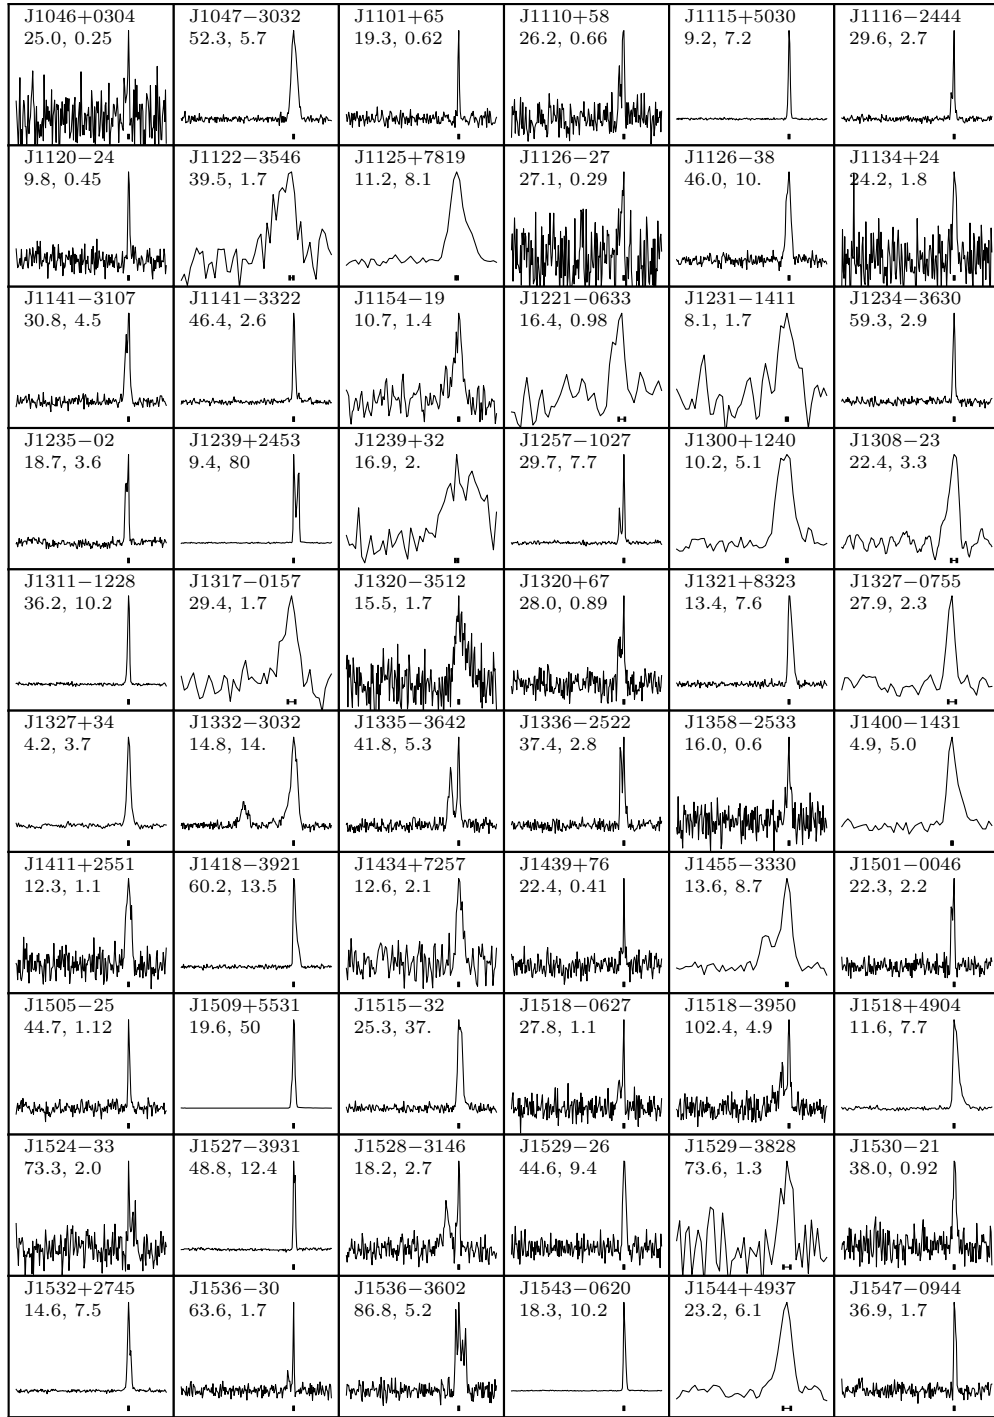 J1046+0304
25.0, 0.25
J1047−3032
52.3, 5.7
J1101+65
19.3, 0.62
J1110+58
26.2, 0.66
J1115+5030
9.2, 7.2
J1116−2444
29.6, 2.7
J1120−24
9.8, 0.45
J1122−3546
39.5, 1.7
J1125+7819
11.2, 8.1
J1126−27
27.1, 0.29
J1126−38
46.0, 10.
J1134+24
24.2, 1.8
J1141−3107
30.8, 4.5
J1141−3322
46.4, 2.6
J1154−19
10.7, 1.4
J1221−0633
16.4, 0.98
J1231−1411
8.1, 1.7
J1234−3630
59.3, 2.9
J1235−02
18.7, 3.6
J1239+2453
9.4, 80
J1239+32
16.9, 2.
J1257−1027
29.7, 7.7
J1300+1240
10.2, 5.1
J1308−23
22.4, 3.3
J1311−1228
36.2, 10.2
J1317−0157
29.4, 1.7
J1320−3512
15.5, 1.7
J1320+67
28.0, 0.89
J1321+8323
13.4, 7.6
J1327−0755
27.9, 2.3
J1327+34
4.2, 3.7
J1332−3032
14.8, 14.
J1335−3642
41.8, 5.3
J1336−2522
37.4, 2.8
J1358−2533
16.0, 0.6
J1400−1431
4.9, 5.0
J1411+2551
12.3, 1.1
J1418−3921
60.2, 13.5
J1434+7257
12.6, 2.1
J1439+76
22.4, 0.41
J1455−3330
13.6, 8.7
J1501−0046
22.3, 2.2
J1505−25
44.7, 1.12
J1509+5531
19.6, 50
J1515−32
25.3, 37.
J1518−0627
27.8, 1.1
J1518−3950
102.4, 4.9
J1518+4904
11.6, 7.7
J1524−33
73.3, 2.0
J1527−3931
48.8, 12.4
J1528−3146
18.2, 2.7
J1529−26
44.6, 9.4
J1529−3828
73.6, 1.3
J1530−21
38.0, 0.92
J1532+2745
14.6, 7.5
J1536−30
63.6, 1.7
J1536−3602
86.8, 5.2
J1543−0620
18.3, 10.2
J1544+4937
23.2, 6.1
J1547−0944
36.9, 1.7